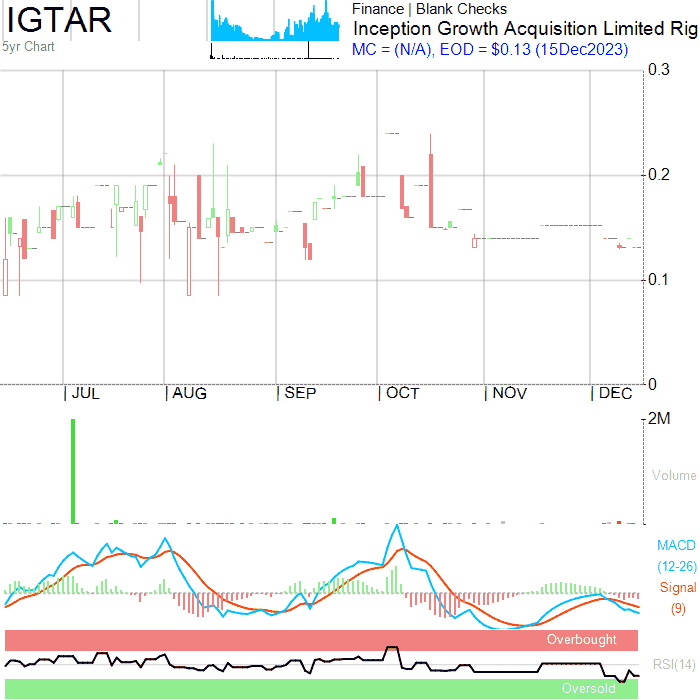 IGTAR
5yr Chart
Finance | Blank Checks
Inception Growth Acquisition Limited Rig
MC = (N/A), EOD = $0.13 (15Dec2023)
0.3
0.2
0.1
0
JUL AUG SEP OCT NOV DEC
2M
Volume
MACD
(12-26)
Signal
(9)
Overbought
RSI(14)
Oversold